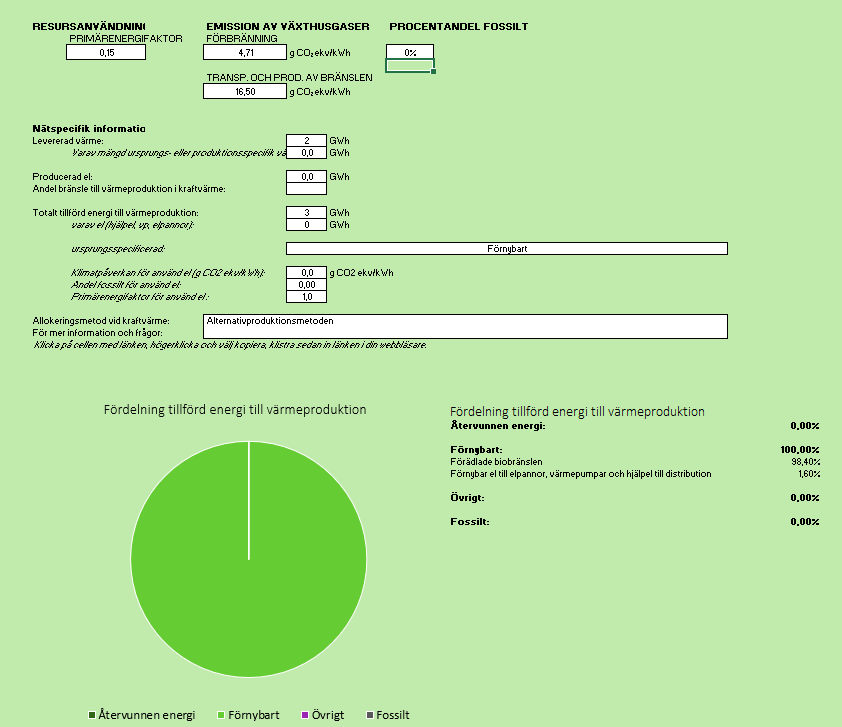 RESURSANVÄNDNING EMISSION AV VÄXTHUSGASER PROCENTANDEL FOSSILT
PRIMÄRENERGIFAKTOR FÖRBRÄNNING
0,15 4,71 g CO₂ekv/kWh 0%
TRANSP. OCH PROD. AV BRÄNSLEN
16,50 g CO₂ekv/kWh
Nätspecifik informatio
Levererad värme: 2 GWh
Varav mängd ursprungs- eller produktionsspecifik vä 0,0 GWh
Producerad el: 0,0 GWh
Andel bränsle till värmeproduktion i kraftvärme:
Totalt tillförd energi till värmeproduktion: 3 GWh
varav el (hjälpel, vp, elpannor): 0 GWh
ursprungsspecificerad: Förnybart
Klimatpåverkan för använd el (g CO2 ekv/kWh): 0,0 g CO2 ekv/kWh
Andel fossilt för använd el: 0,00
Primärenergifaktor för använd el.: 1,0
Allokeringsmetod vid kraftvärme: Alternativproduktionsmetoden
För mer information och frågor:
Klicka på cellen med länken, högerklicka och välj kopiera, klistra sedan in länken i din webbläsare.
Fördelning tillförd energi till värmeproduktion
Återvunnen energi
Förnybart
Övrigt
Fossilt
Fördelning tillförd energi till värmeproduktion
Återvunnen energi: 0,00%
Förnybart: 100,00%
Förädlade biobränslen 98,40%
Förnybar el till elpannor, värmepumpar och hjälpel till distribution 1,60%
Övrigt: 0,00%
Fossilt: 0,00%